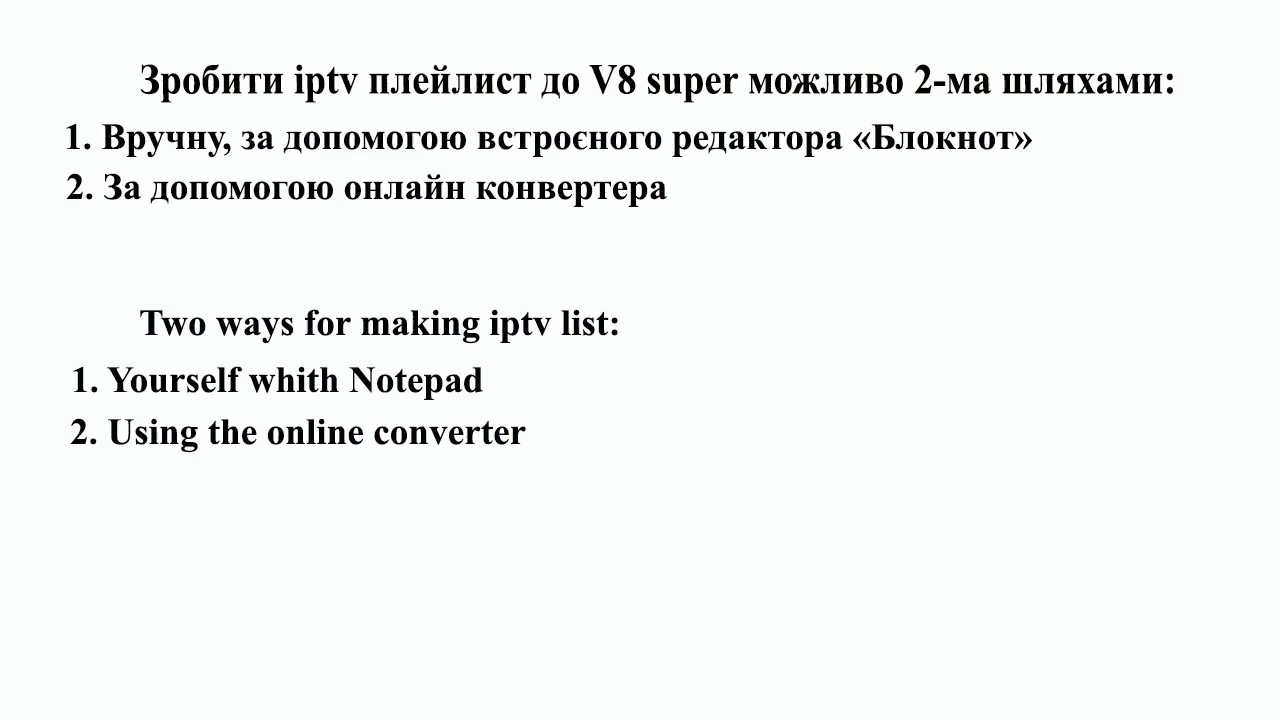 Зробити iptv плейлист до V8 super можливо 2-ма шляхами:
1. Вручну, за допомогою встроєного редактора «Блокнот»
2. За допомогою онлайн конвертера
Two ways for making iptv list:
1. Yourself whith Notepad
2. Using the online converter